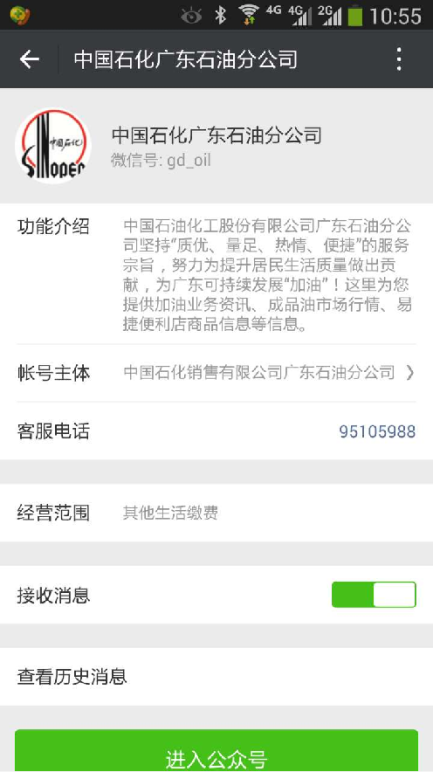 4G 4G 2G 10:55
中国石化广东石油分公司
中国石化
SINOPEC
中国石化广东石油分公司
微信号: gd_oil
功能介绍
中国石油化工股份有限公司广东石油分公
司坚持“质优、量足、热情、便捷”的服务
宗旨，努力为提升居民生活质量做出贡
献，为广东可持续发展“加油”！这里为您
提供加油业务资讯、成品油市场行情、易
捷便利店商品信息等信息。
帐号主体 中国石化销售有限公司广东石油分公司
客服电话 95105988
经营范围 其他生活缴费
接收消息
查看历史消息
进入公众号